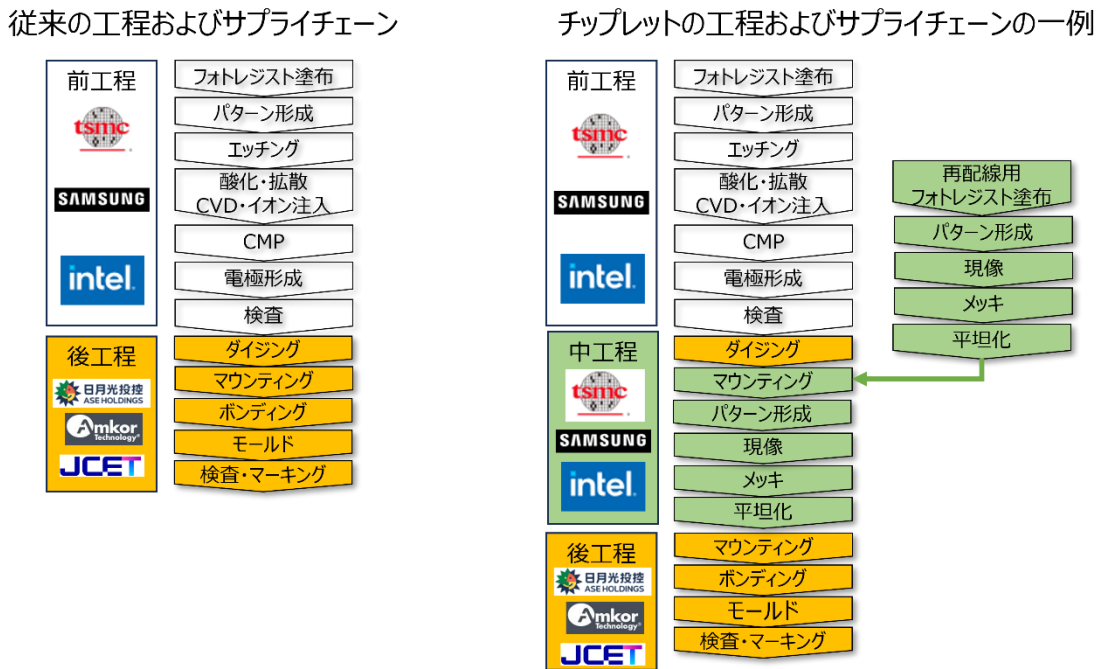 従来の工程およびサプライチェーン
前工程
tsmc
SAMSUNG
intel
フォトレジスト塗布
パターン形成
エッチング
酸化・拡散
CVD・イオン注入
CMP
電極形成
検査
後工程
日月光投控
ASE HOLDINGS
Amkor
Technology®
JCET
ダイジング
マウンティング
ボンディング
モールド
検査・マーキング
チップレットの工程およびサプライチェーンの一例
前工程
tsmc
SAMSUNG
intel
フォトレジスト塗布
パターン形成
エッチング
酸化・拡散
CVD・イオン注入
CMP
電極形成
検査
再配線用
フォトレジスト塗布
パターン形成
現像
メッキ
平坦化
中工程
tsmc
SAMSUNG
intel
ダイジング
マウンティング
パターン形成
現像
メッキ
平坦化
後工程
日月光投控
ASE HOLDINGS
Amkor
Technology®
JCET
マウンティング
ボンディング
モールド
検査・マーキング